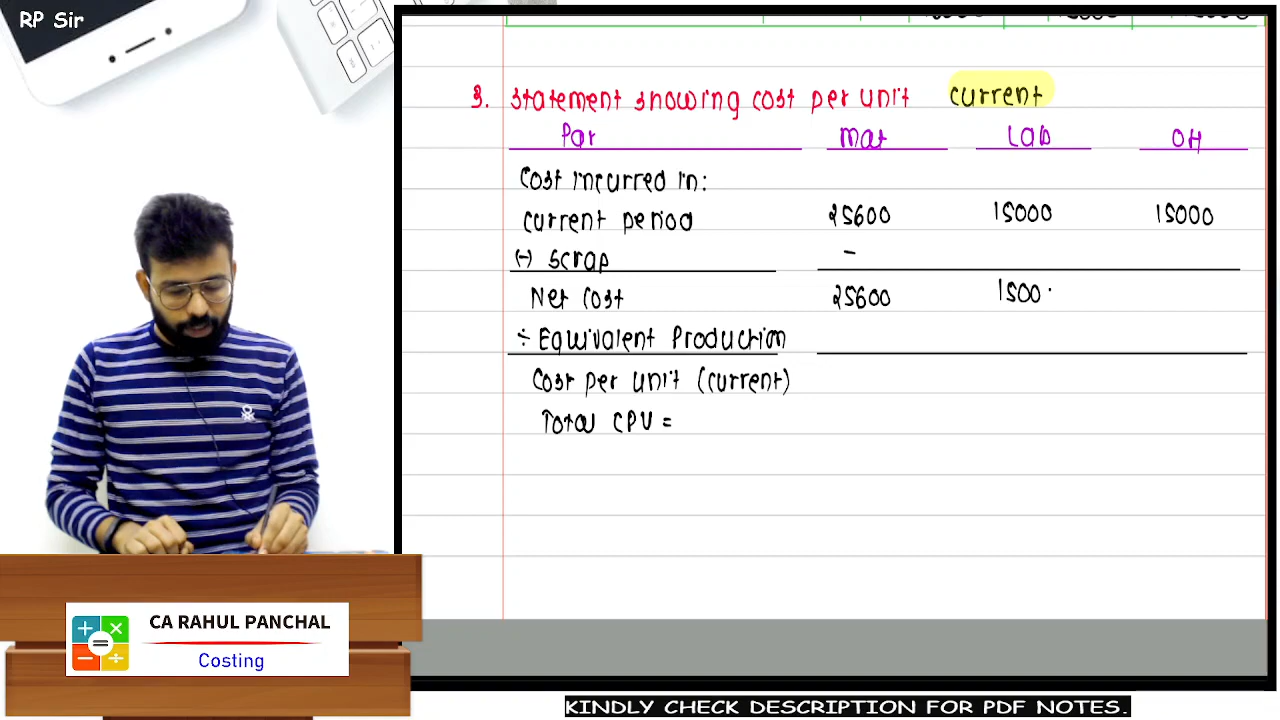 RP Sir
3. Statement showing cost per unit current
Par Mat Lab OH
Cost incurred in:
Current period 25600 15000 15000
(-) Scrap -
Net Cost 25600 1500
÷ Equivalent Production
Cost per unit (current)
Total CPU =
CA RAHUL PANCHAL
Costing
KINDLY CHECK DESCRIPTION FOR PDF NOTES.